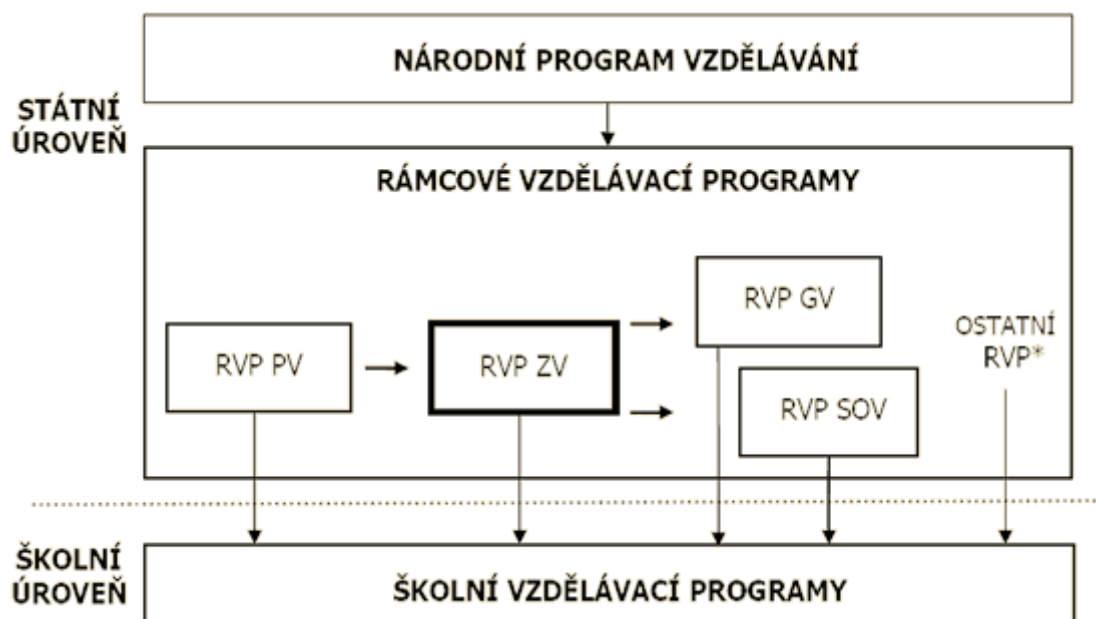 NÁRODNÍ PROGRAM VZDĚLÁVÁNÍ
STÁTNÍ
ÚROVEŇ
RÁMCOVÉ VZDĚLÁVACÍ PROGRAMY
RVP GV
RVP PV
RVP ZV
OSTATNÍ
RVP*
RVP SOV
ŠKOLNÍ
ÚROVEŇ
ŠKOLNÍ VZDĚLÁVACÍ PROGRAMY